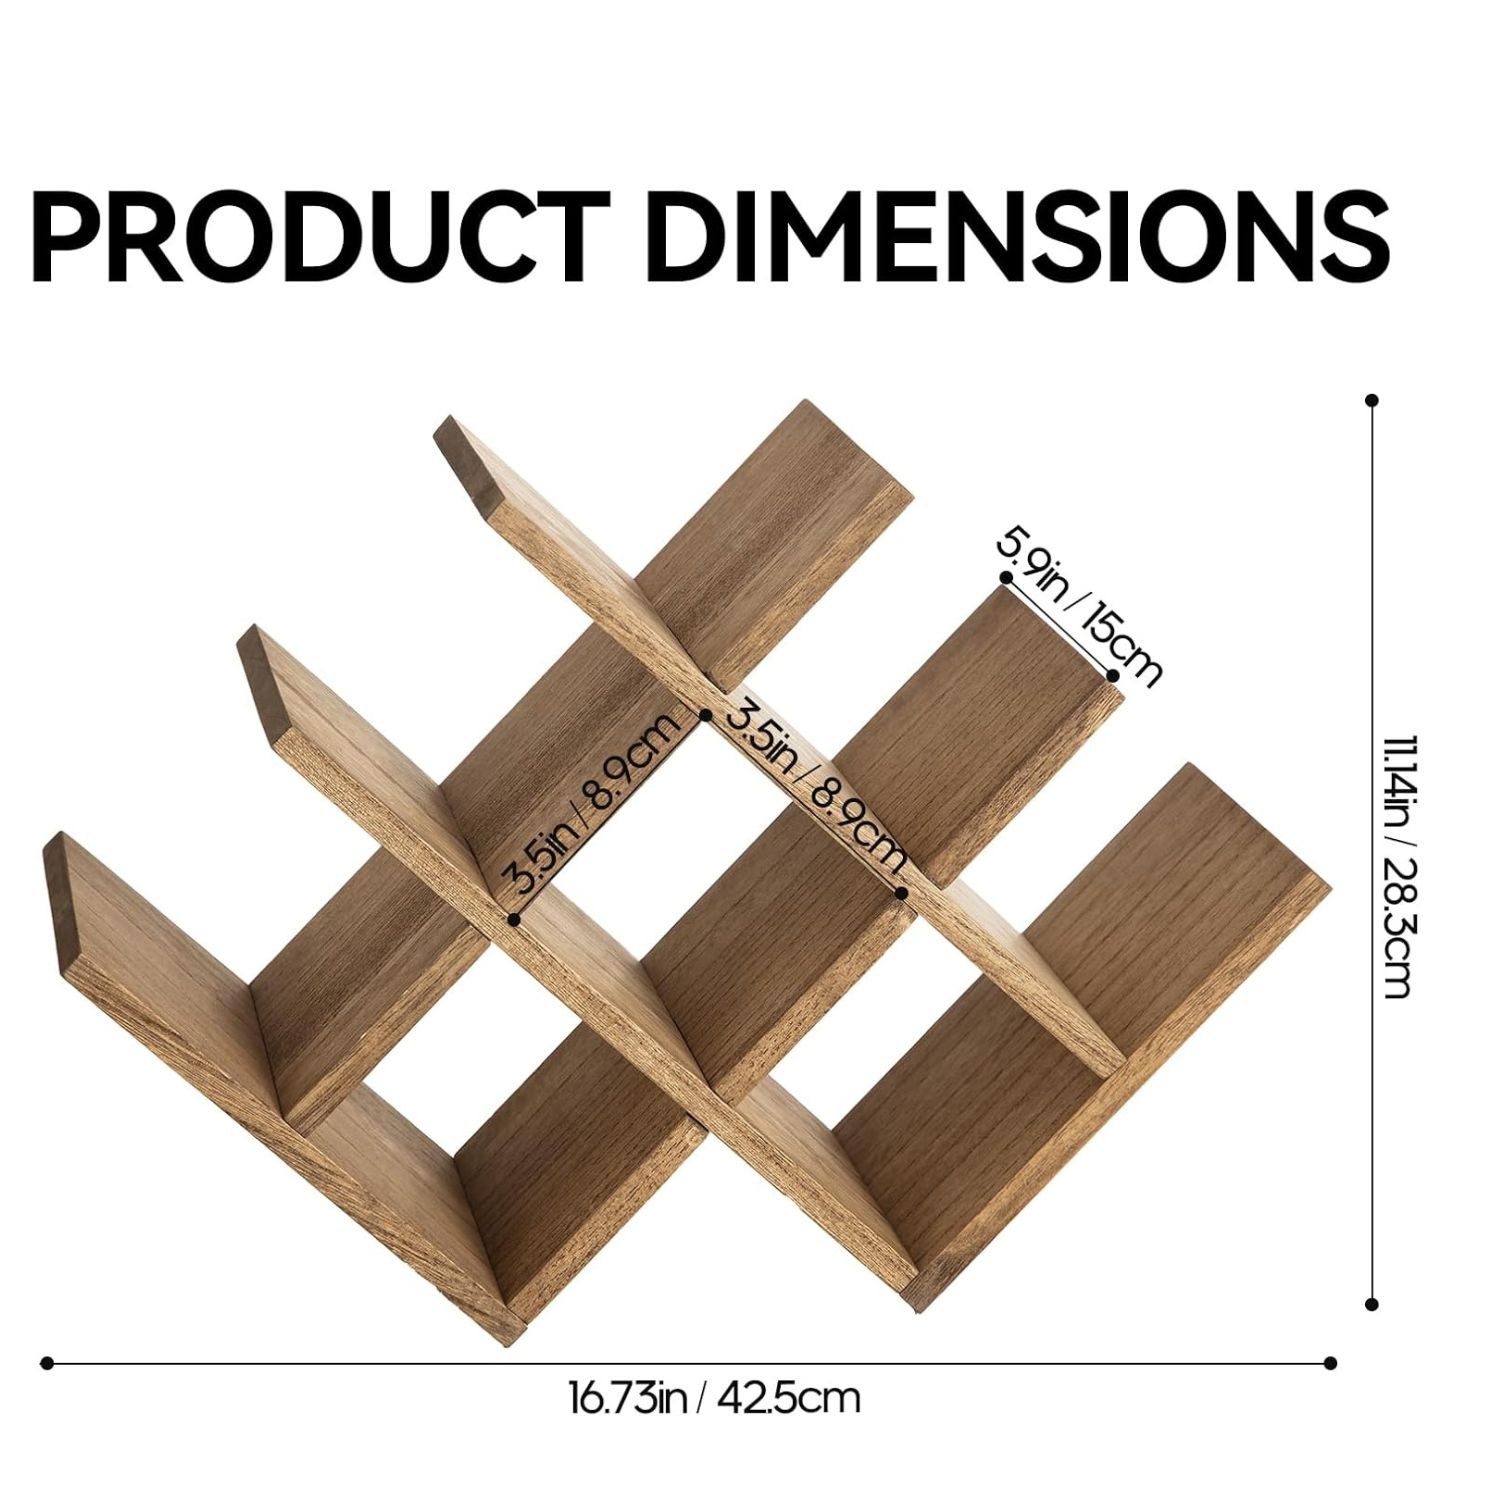 PRODUCT DIMENSIONS
5.9in / 15cm
3.5in / 8.9cm
3.5in / 8.9cm
11.14in / 28.3cm
16.73in / 42.5cm